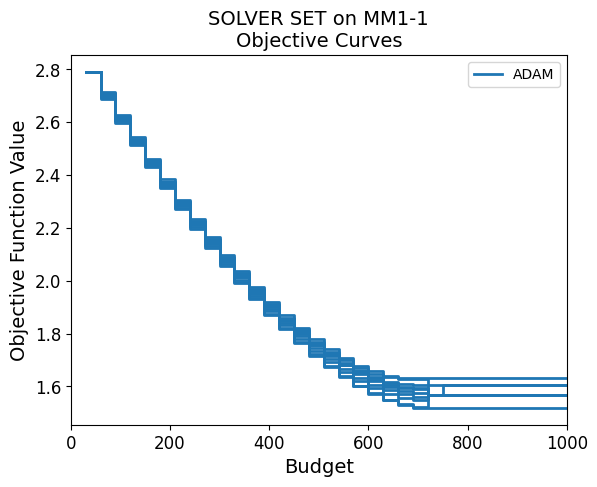 SOLVER SET on MM1-1
Objective Curves
ADAM
Objective Function Value
2.8
2.6
2.4
2.2
2.0
1.8
1.6
0 200 400 600 800 1000
Budget